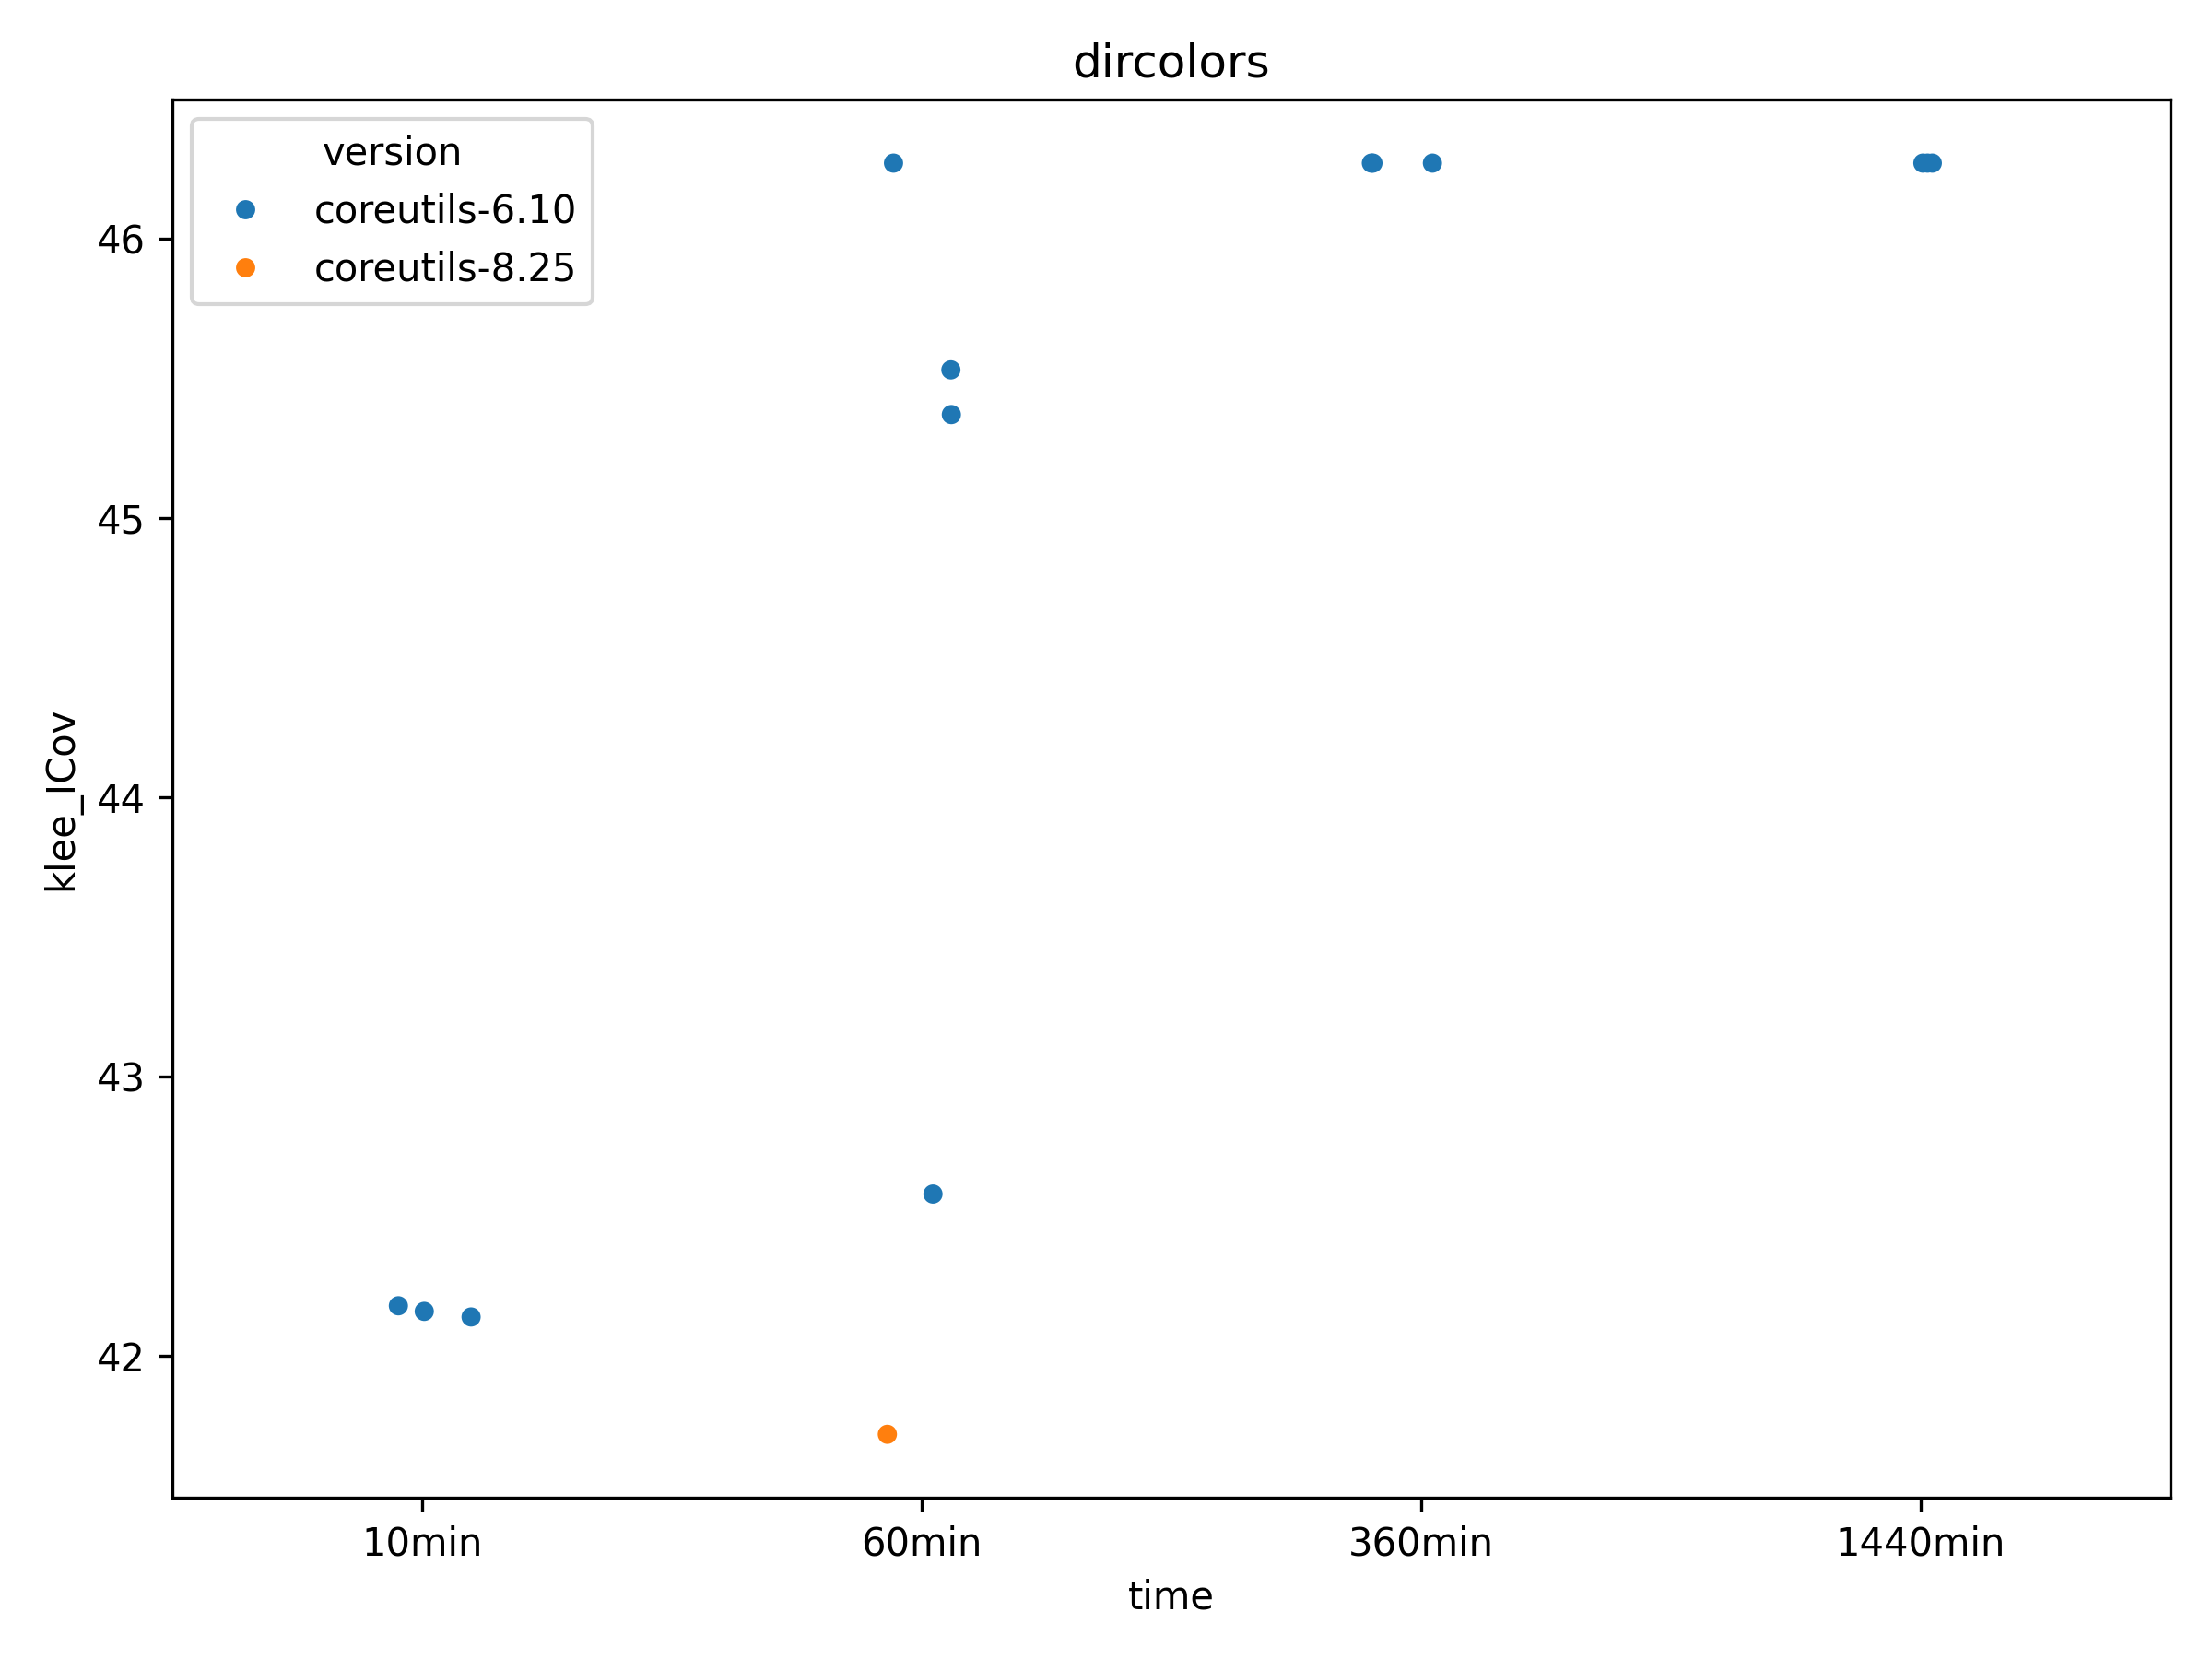 dircolors
version
coreutils-6.10
coreutils-8.25
46
45
44
43
42
klee_ICov
10min
60min
360min
1440min
time